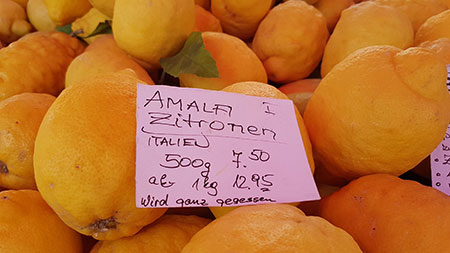 AMALFI I
Zitronen
ITALIEN
500g 7.50
ab 1kg 12.95
Wird ganz gegessen